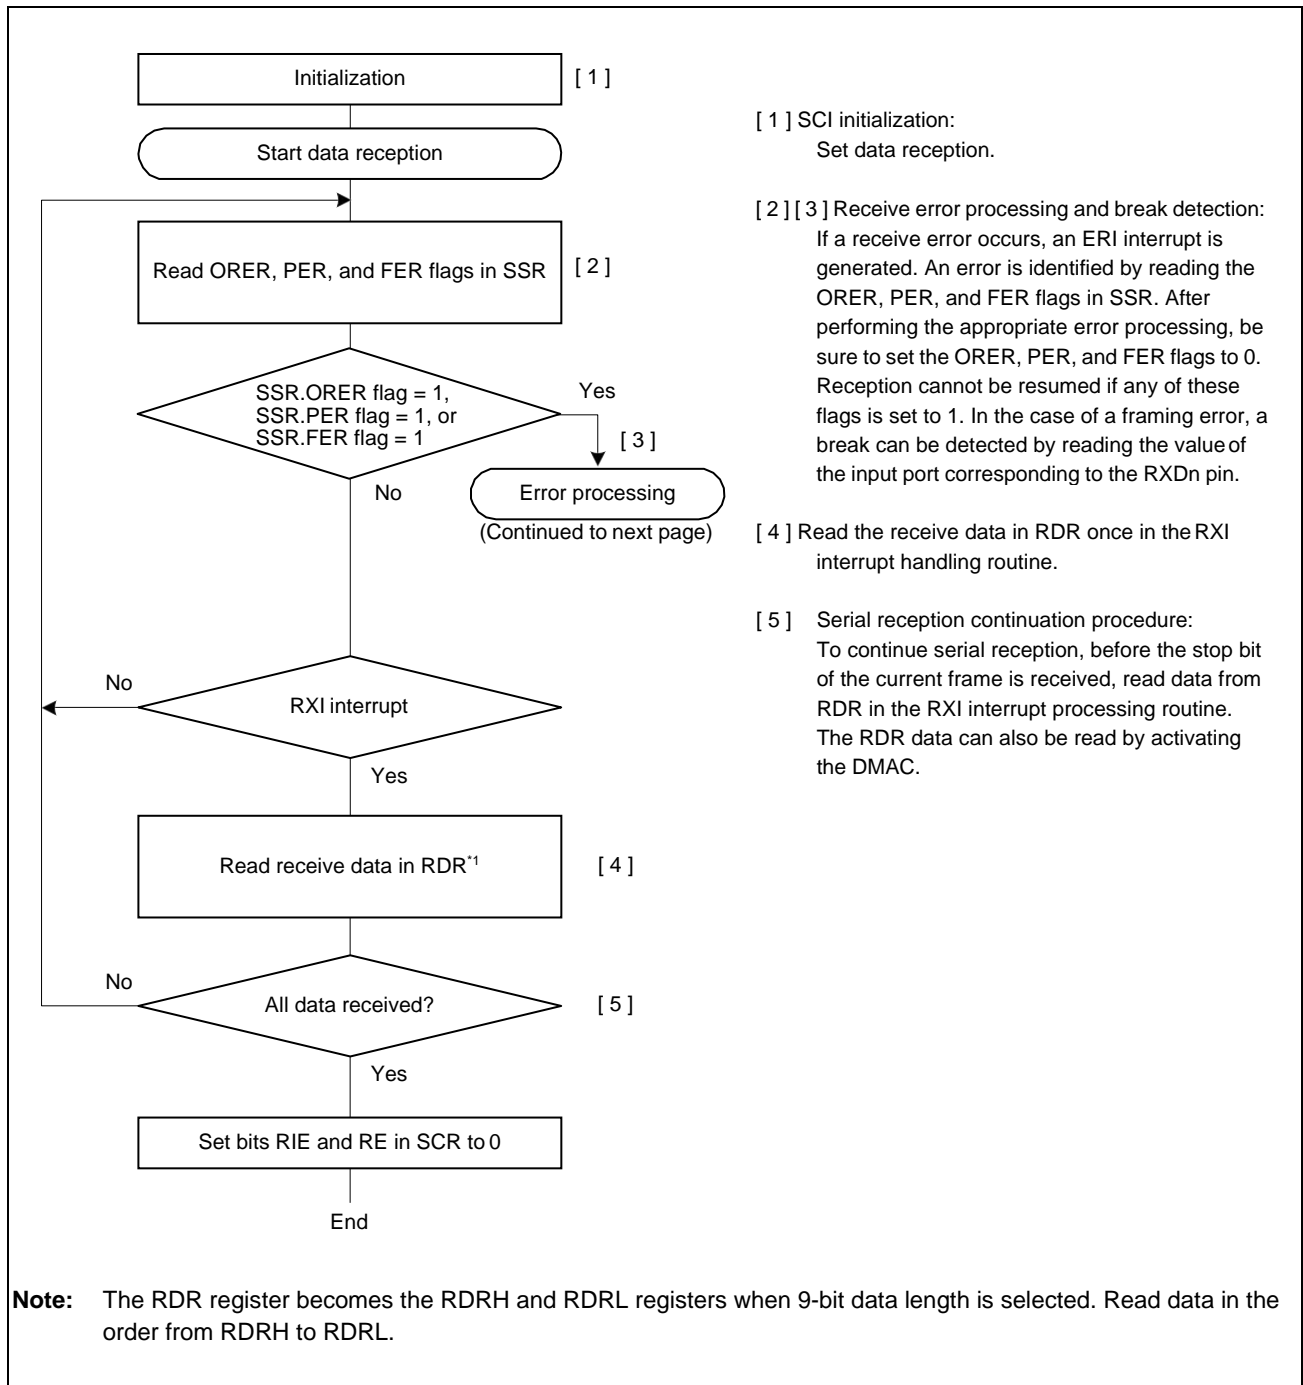 Initialization
[ 1 ]
Start data reception
Read ORER, PER, and FER flags in SSR
[ 2 ]
SSR.ORER flag = 1,
SSR.PER flag = 1, or
SSR.FER flag = 1
Yes
[ 3 ]
No
Error processing
(Continued to next page)
No
RXI interrupt
Yes
Read receive data in RDR*1
[ 4 ]
No
All data received?
[ 5 ]
Yes
Set bits RIE and RE in SCR to 0
End
[ 1 ] SCI initialization:
Set data reception.
[ 2 ] [ 3 ] Receive error processing and break detection:
If a receive error occurs, an ERI interrupt is
generated. An error is identified by reading the
ORER, PER, and FER flags in SSR. After
performing the appropriate error processing, be
sure to set the ORER, PER, and FER flags to 0.
Reception cannot be resumed if any of these
flags is set to 1. In the case of a framing error, a
break can be detected by reading the value of
the input port corresponding to the RXDn pin.
[ 4 ] Read the receive data in RDR once in the RXI
interrupt handling routine.
[ 5 ] Serial reception continuation procedure:
To continue serial reception, before the stop bit
of the current frame is received, read data from
RDR in the RXI interrupt processing routine.
The RDR data can also be read by activating
the DMAC.
Note: The RDR register becomes the RDRH and RDRL registers when 9-bit data length is selected. Read data in the
order from RDRH to RDRL.